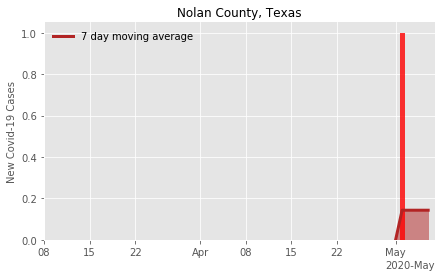 Nolan County, Texas
7 day moving average
New Covid-19 Cases
1.0
0.8
0.6
0.4
0.2
0.0
08 15 22 Apr 08 15 22 May
2020-May